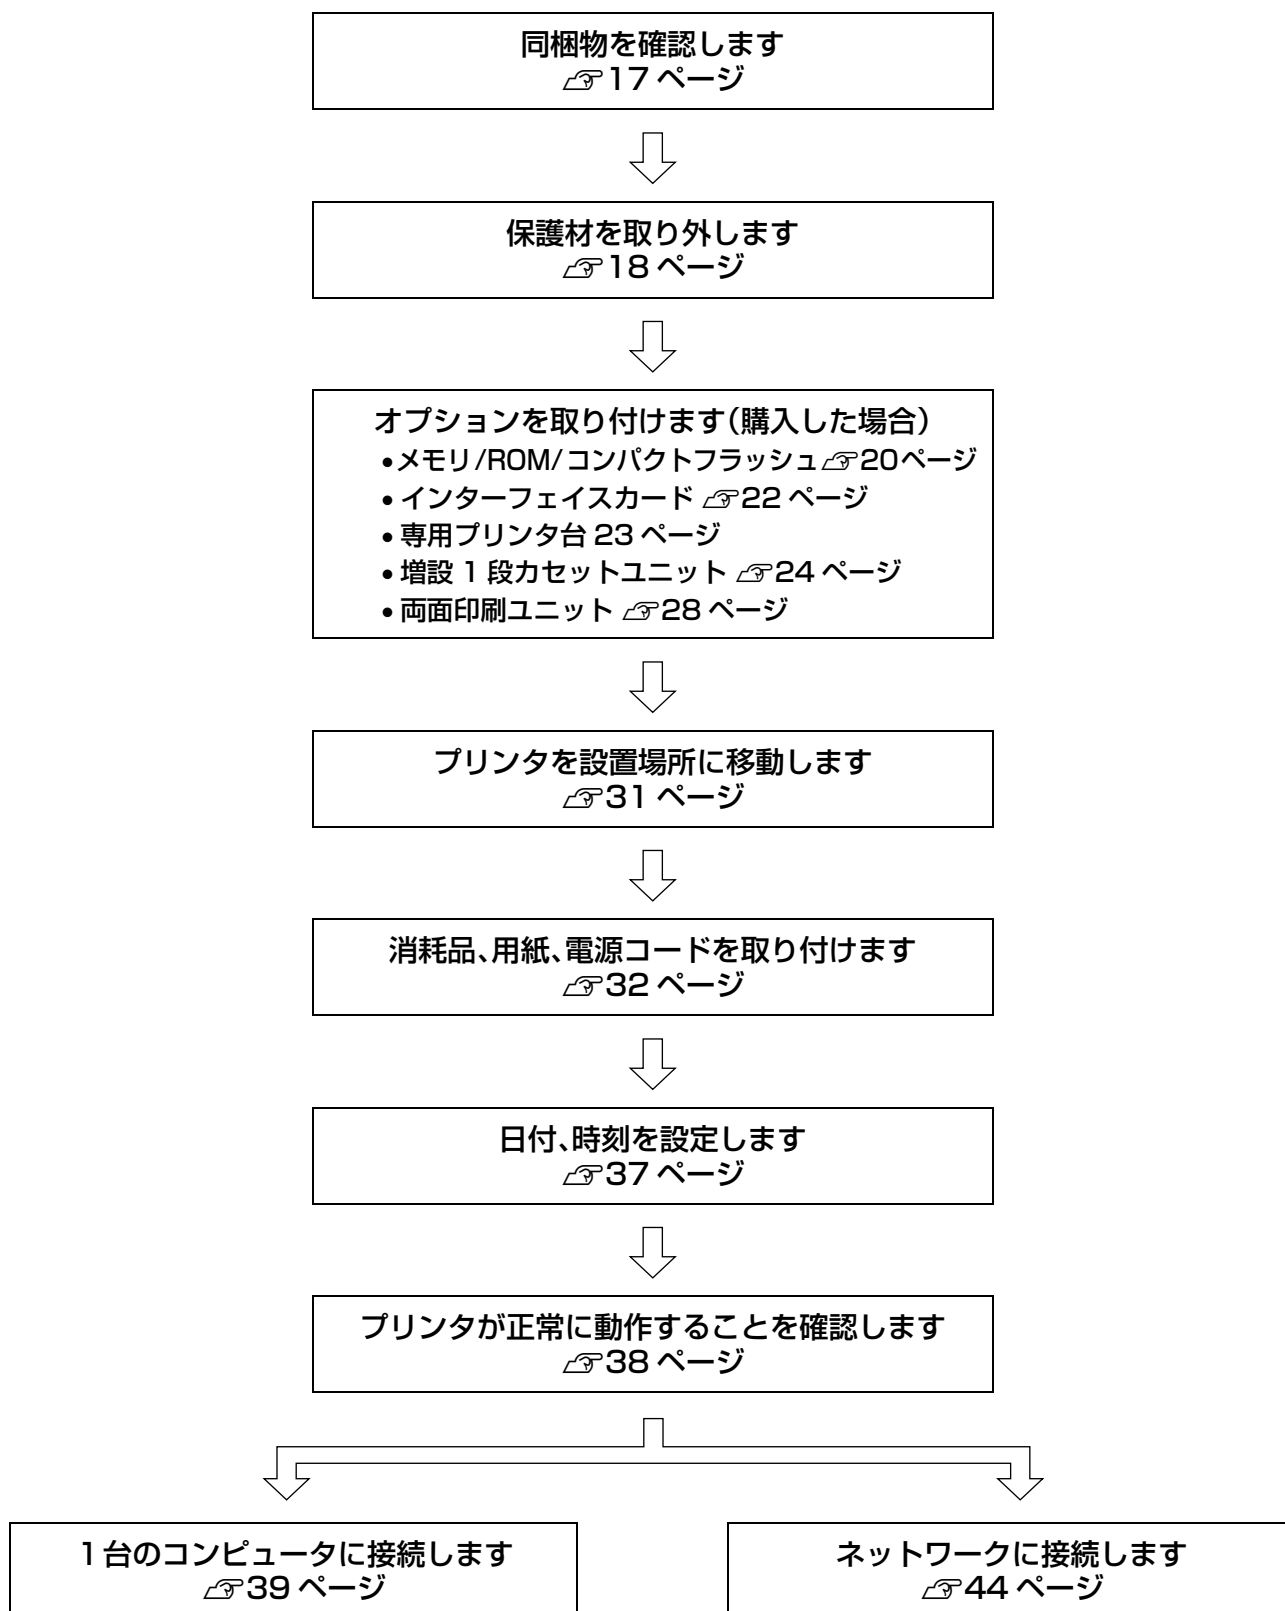 同梱物を確認します
☞17 ページ
保護材を取り外します
☞18 ページ
オプションを取り付けます(購入した場合)
•メモリ/ROM/コンパクトフラッシュ☞20ページ
• インターフェイスカード ☞22 ページ
• 専用プリンタ台 23 ページ
• 増設 1 段カセットユニット ☞24 ページ
• 両面印刷ユニット ☞28 ページ
プリンタを設置場所に移動します
☞31 ページ
消耗品、用紙、電源コードを取り付けます
☞32 ページ
日付、時刻を設定します
☞37 ページ
プリンタが正常に動作することを確認します
☞38 ページ
1台のコンピュータに接続します
☞39 ページ
ネットワークに接続します
☞44 ページ